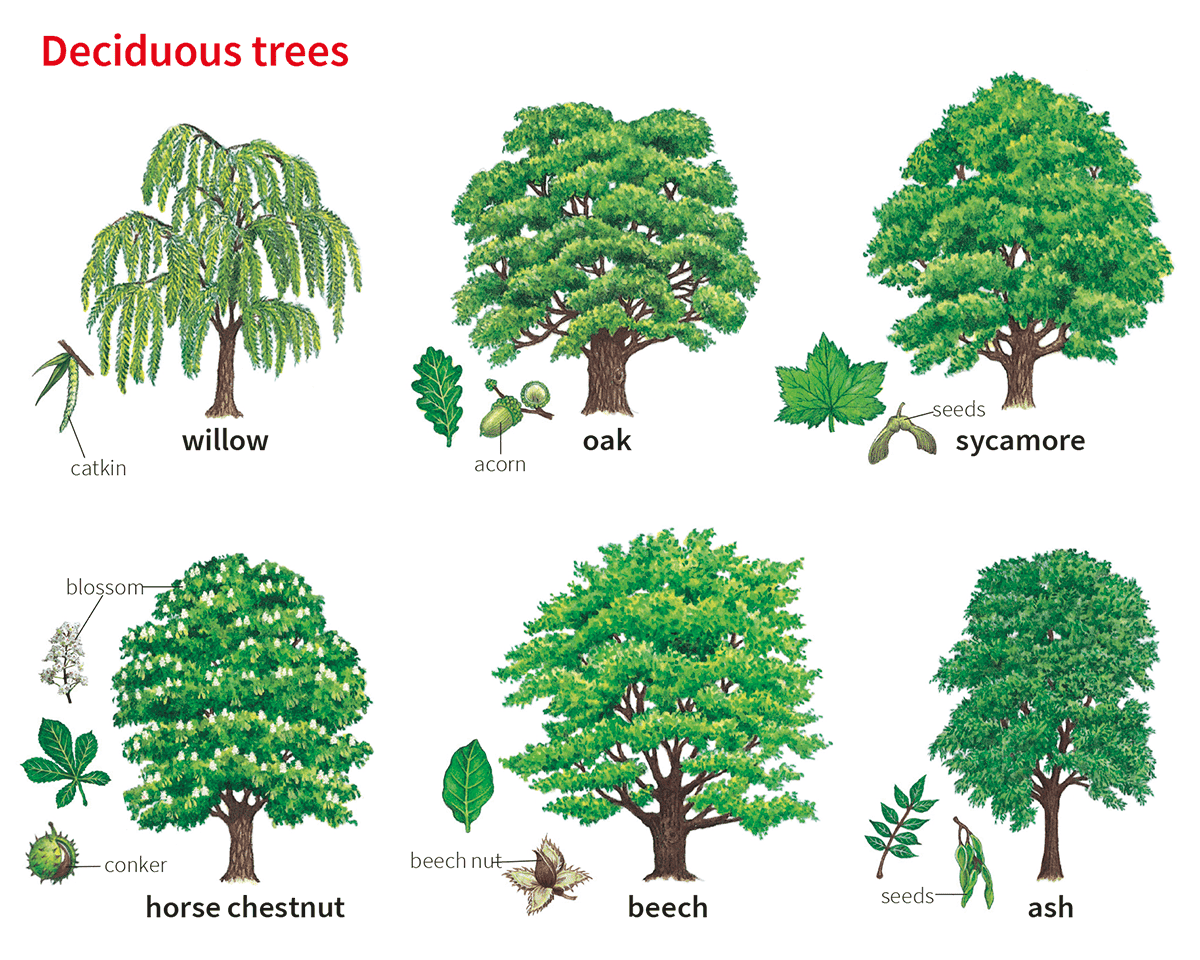 Deciduous trees
willow
catkin
oak
acorn
sycamore
seeds
blossom
conker
horse chestnut
beech nut
beech
seeds
ash